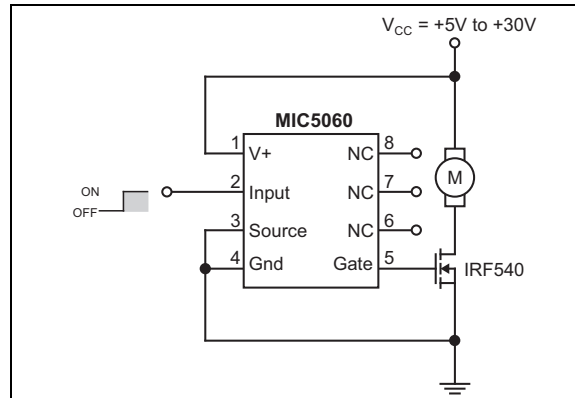 V_CC = +5V to +30V
MIC5060
1 V+ NC 8
ON
OFF
2 Input NC 7
M
3 Source NC 6
4 Gnd Gate 5
IRF540